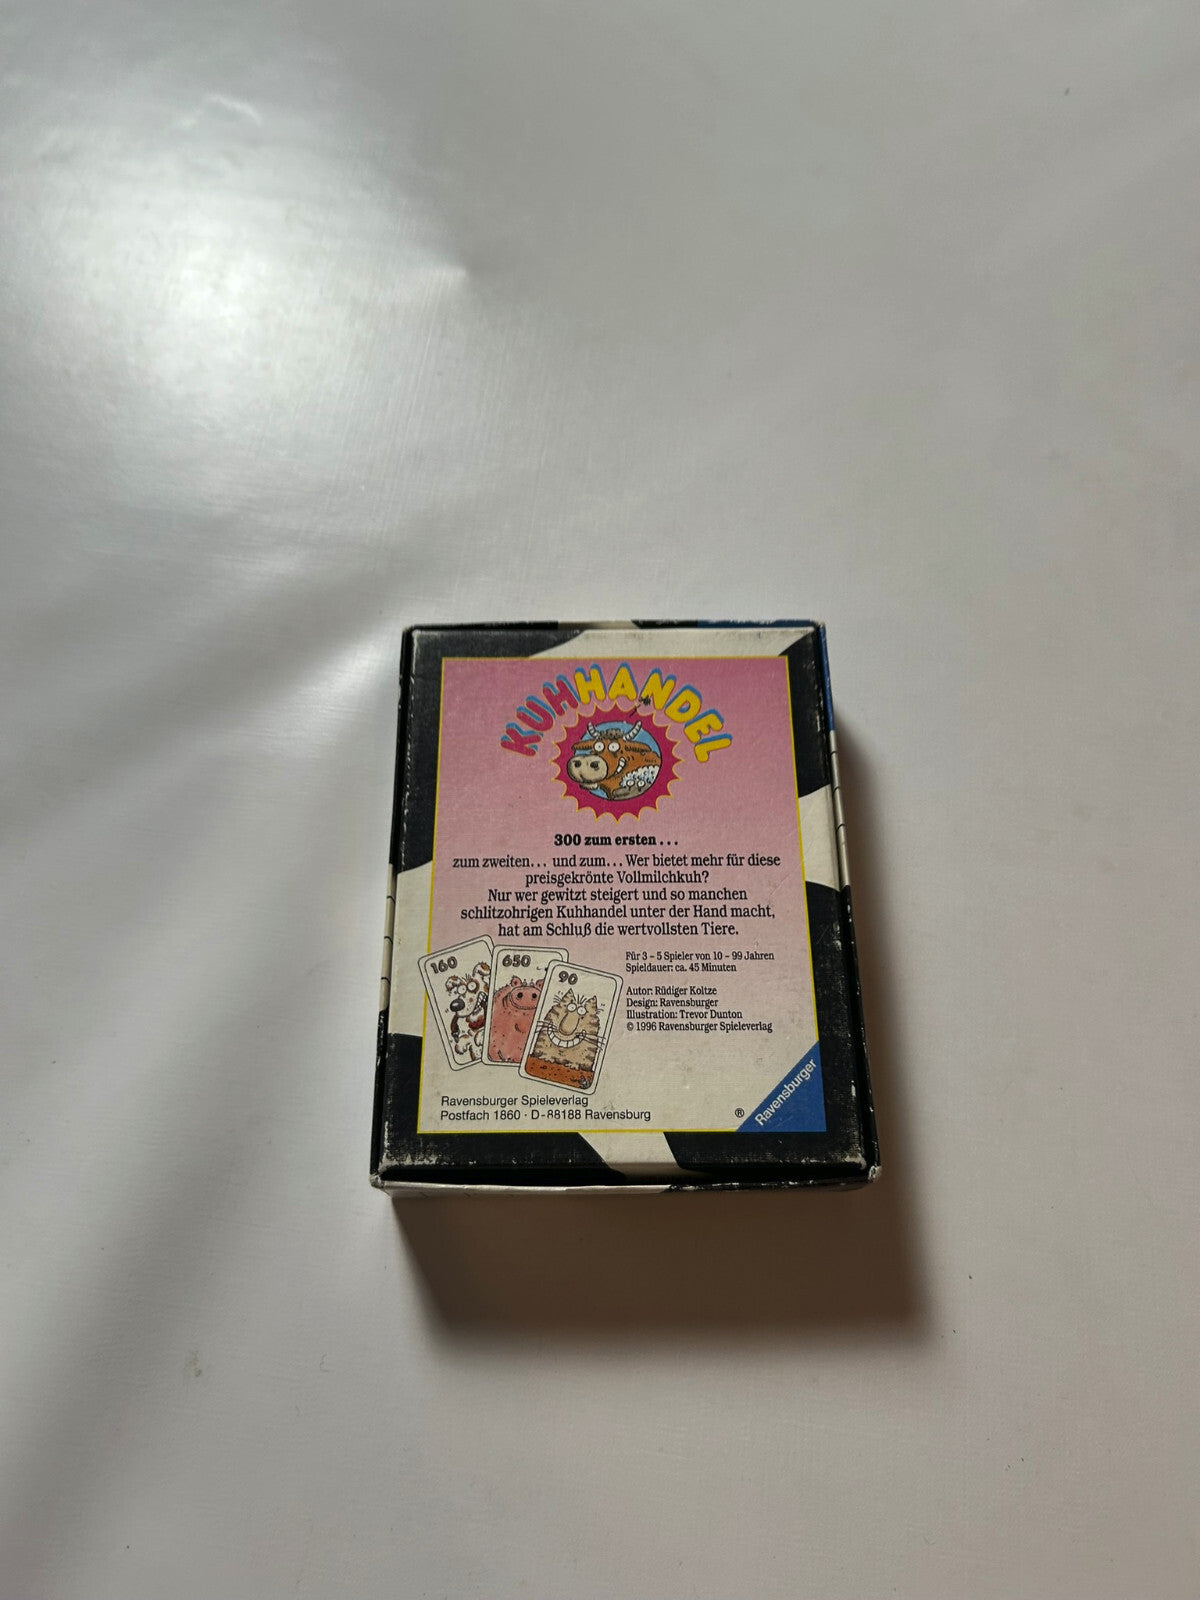 KUHHANDEL
300 zum ersten...
zum zweiten... und zum... Wer bietet mehr für diese
preisgekrönte Vollmilchkuh?
Nur wer gewitzt steigert und so manchen
schlitzohrigen Kuhhandel unter der Hand macht,
hat am Schluß die wertvollsten Tiere.
160
650
90
Für 3 – 5 Spieler von 10 – 99 Jahren
Spieldauer: ca. 45 Minuten
Autor: Rüdiger Koltze
Design: Ravensburger
Illustration: Trevor Dunton
© 1996 Ravensburger Spieleverlag
Ravensburger Spieleverlag
Postfach 1860 · D-88188 Ravensburg
®
Ravensburger